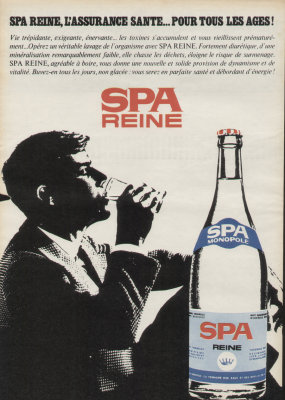 SPA REINE, L'ASSURANCE SANTE... POUR TOUS LES AGES!
Vie trépidante, exigeante, énervante... les toxines s'accumulent et vous vieillissent prématuré-
ment...Opérez un véritable lavage de l'organisme avec SPA REINE. Fortement diurétique, d'une
minéralisation remarquablement faible, elle chasse les déchets, éloigne le risque de surmenage.
SPA REINE, agréable à boire, vous donne une nouvelle et solide provision de dynamisme et de
vitalité. Buvez-en tous les jours, non glacée: vous serez en parfaite santé et débordant d'énergie!
SPA
REINE
SPA
MONOPOLE
SPA
REINE